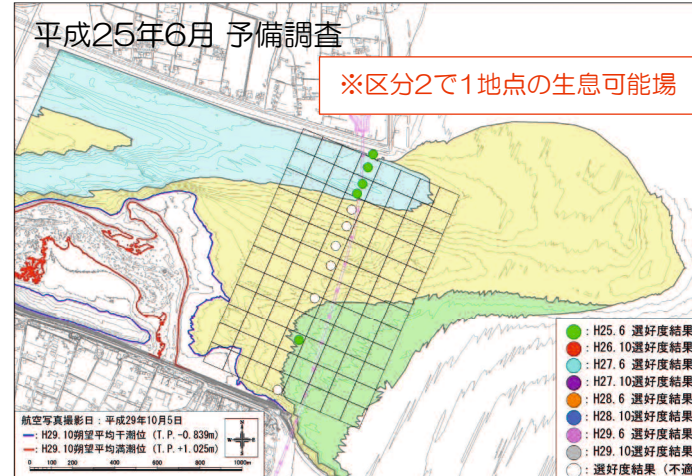 平成25年6月 予備調査
※区分2で1地点の生息可能場
:H25.6 選好度結果
:H26.10選好度結果
:H27.6 選好度結果
:H27.10選好度結果
:H28.6 選好度結果
:H28.10選好度結果
:H29.6 選好度結果
:H29.10選好度結果
:選好度結果（不適
航空写真撮影日：平成29年10月5日
:H29.10朔望平均干潮位（T.P.-0.839m）
:H29.10朔望平均満潮位（T.P.+1.025m）
0 100 200 400 600 800 1000m
N
W E
S